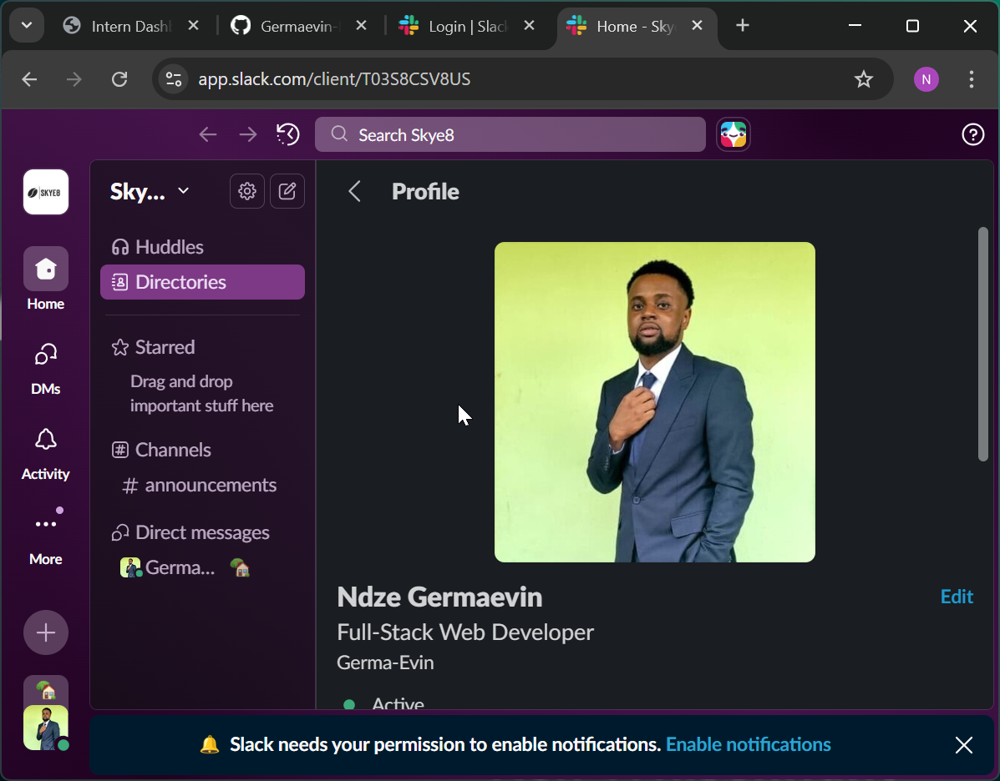 Intern Dash
Germaevin-
Login | Slac
Home - Sky
app.slack.com/client/T03S8CSV8US
N
Search Skye8
SKYE8
Sky...
Profile
Huddles
Directories
Home
Starred
Drag and drop
important stuff here
DMs
Channels
announcements
Activity
Direct messages
Germa...
More
Ndze Germaevin
Edit
Full-Stack Web Developer
Germa-Evin
Active
Slack needs your permission to enable notifications. Enable notifications